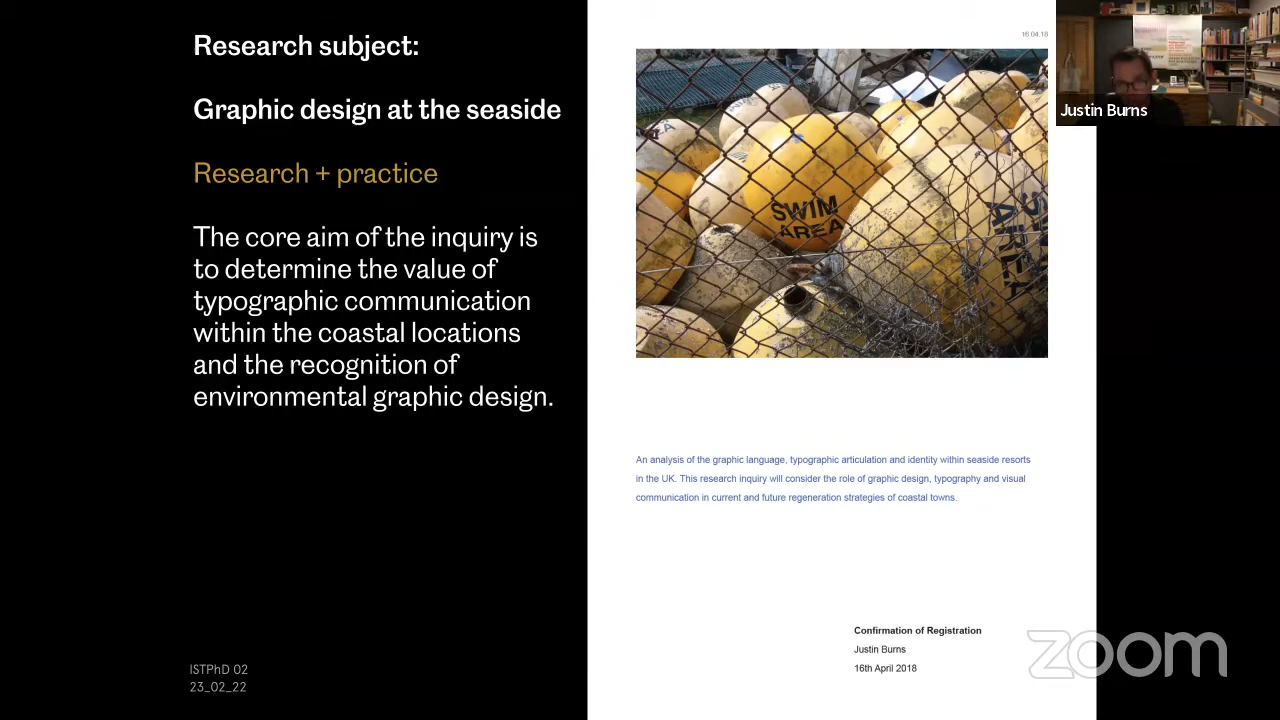 Research subject:
Graphic design at the seaside
Research + practice
The core aim of the inquiry is
to determine the value of
typographic communication
within the coastal locations
and the recognition of
environmental graphic design.
ISTPhD 02
23_02_22
16.04.18
SWIM
AREA
AREA
An analysis of the graphic language, typographic articulation and identity within seaside resorts
in the UK. This research inquiry will consider the role of graphic design, typography and visual
communication in current and future regeneration strategies of coastal towns.
Confirmation of Registration
Justin Burns
16th April 2018
Justin Burns
zoom